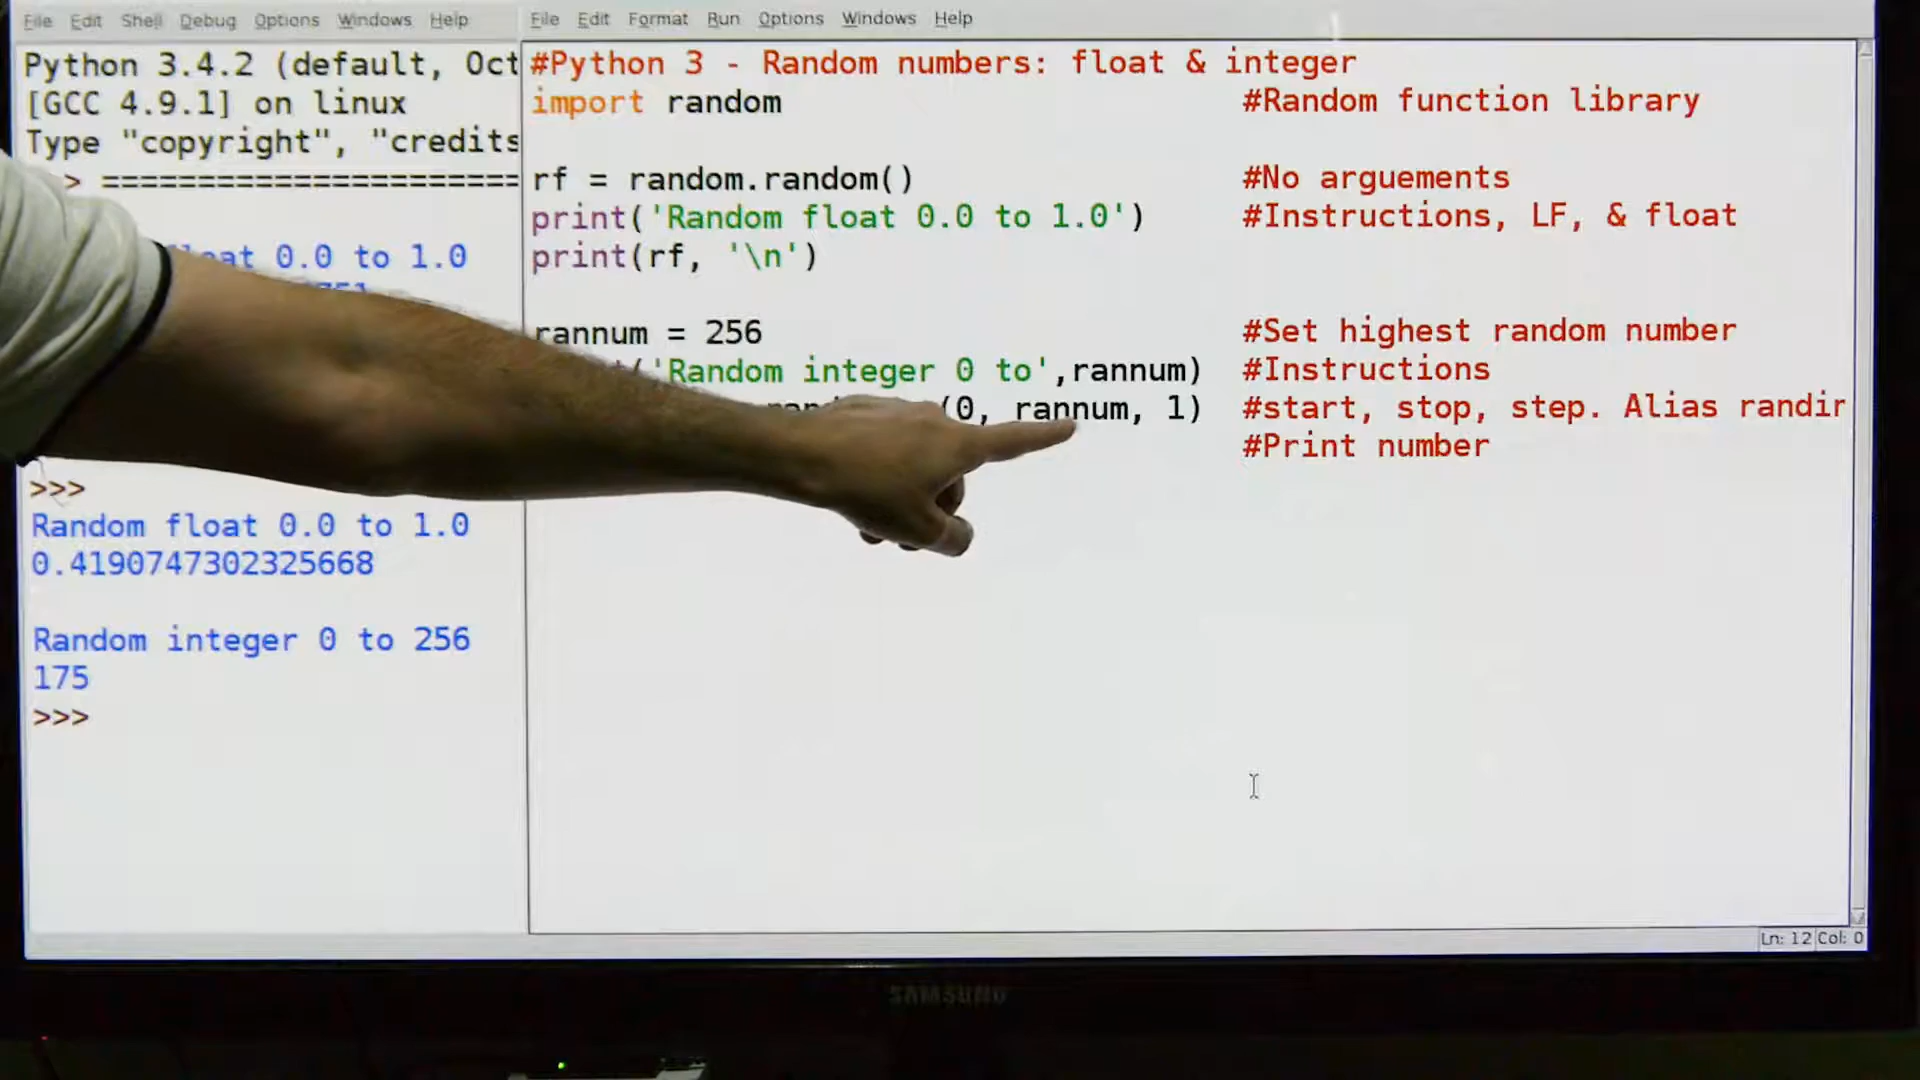 File Edit Shell Debug Options Windows Help
Python 3.4.2 (default, Oct
[GCC 4.9.1] on linux
Type "copyright", "credits
> ======================
0.0 to 1.0
>>>
Random float 0.0 to 1.0
0.4190747302325668
Random integer 0 to 256
175
>>>
File Edit Format Run Options Windows Help
#Python 3 - Random numbers: float & integer
import random #Random function library
rf = random.random() #No arguements
print('Random float 0.0 to 1.0') #Instructions, LF, & float
print(rf, '\n')
rannum = 256 #Set highest random number
'Random integer 0 to',rannum) #Instructions
(0, rannum, 1) #start, stop, step. Alias randir
#Print number
Ln: 12 Col: 0
SAMSUNG